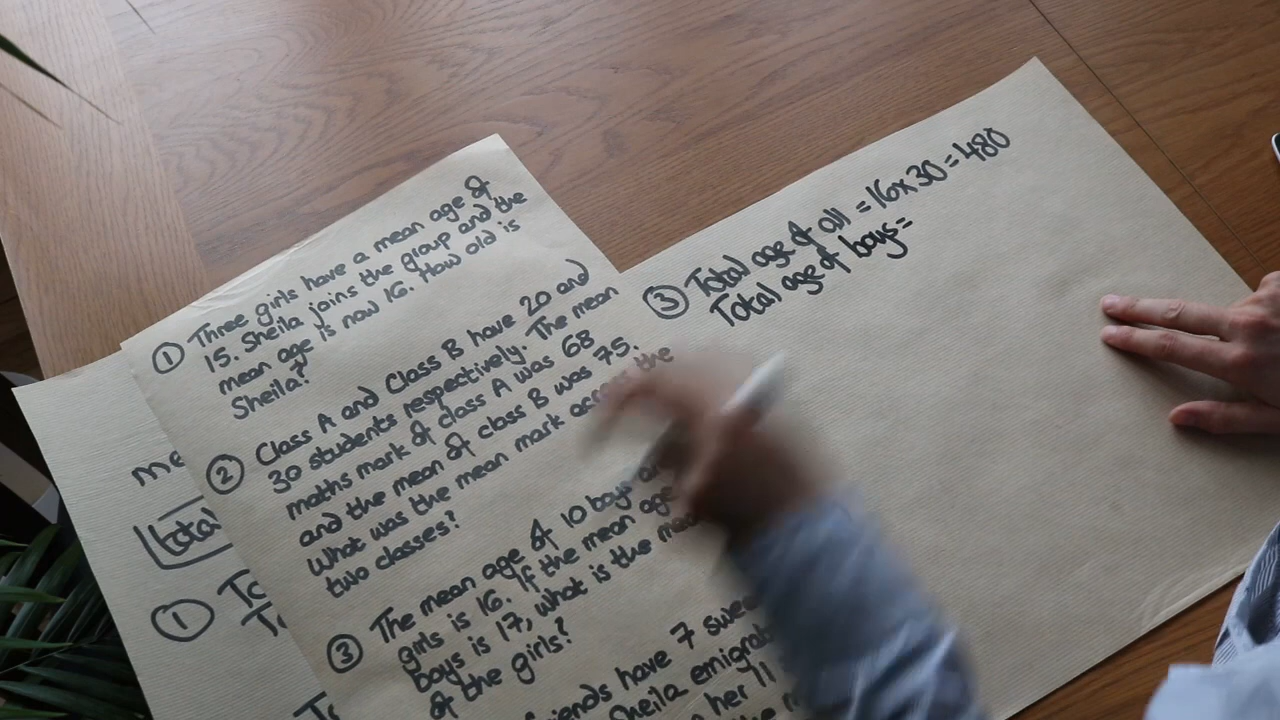 ① Three girls have a mean age of
15. Sheila joins the group and the
mean age is now 16. How old is
Sheila?
② Class A and Class B have 20 and
30 students respectively. The mean
maths mark of class A was 68
and the mean of class B was 75.
What was the mean mark across the
two classes?
③ The mean age of 10 boys
girls is 16. If the mean age
boys is 17, what is the
of the girls?
have 7
Sheila
her 11
③ Total age of all = 16x30=480
Total age of boys=
total
①